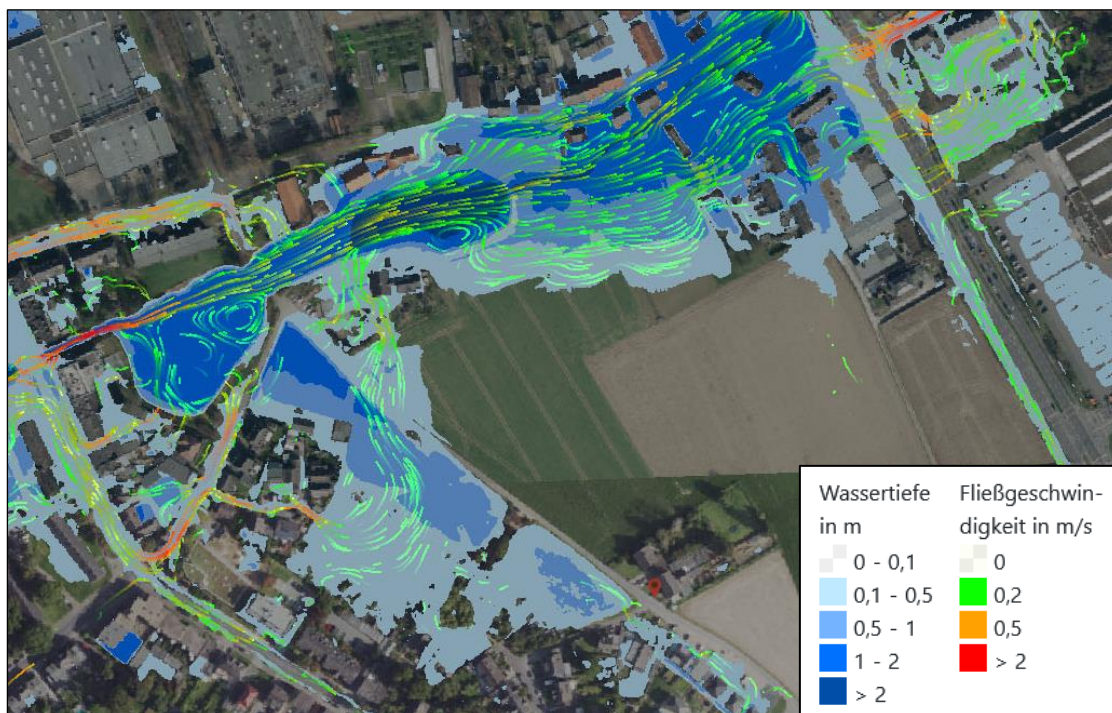 Wassertiefe
in m
0 - 0,1
0,1 - 0,5
0,5 - 1
1 - 2
> 2
Fließgeschwin-
digkeit in m/s
0
0,2
0,5
> 2